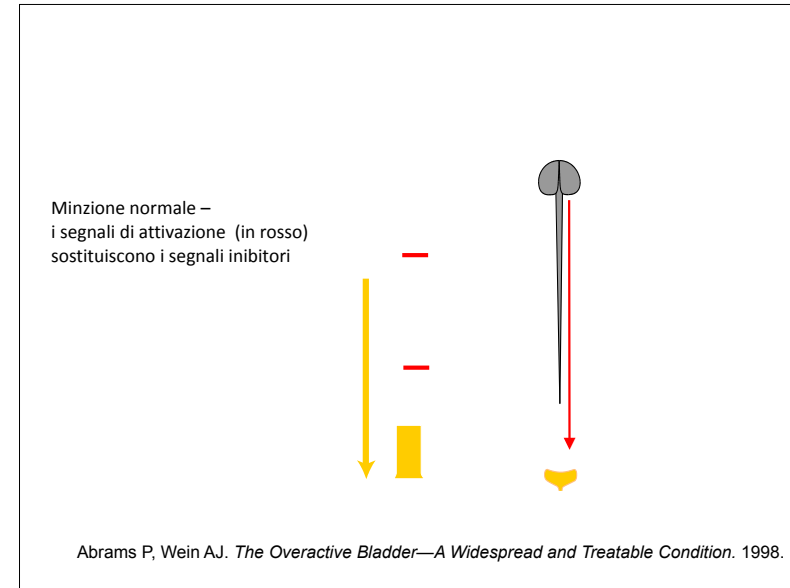 Minzione normale –
i segnali di attivazione  (in rosso)
sostituiscono i segnali inibitori
Abrams P, Wein AJ. The Overactive Bladder—A Widespread and Treatable Condition. 1998.